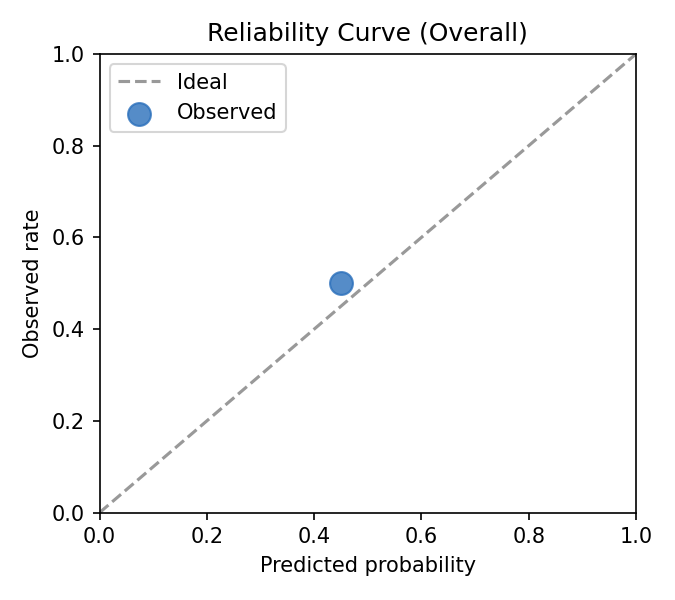 Reliability Curve (Overall)
Ideal
Observed
Observed rate
1.0
0.8
0.6
0.4
0.2
0.0
0.0 0.2 0.4 0.6 0.8 1.0
Predicted probability